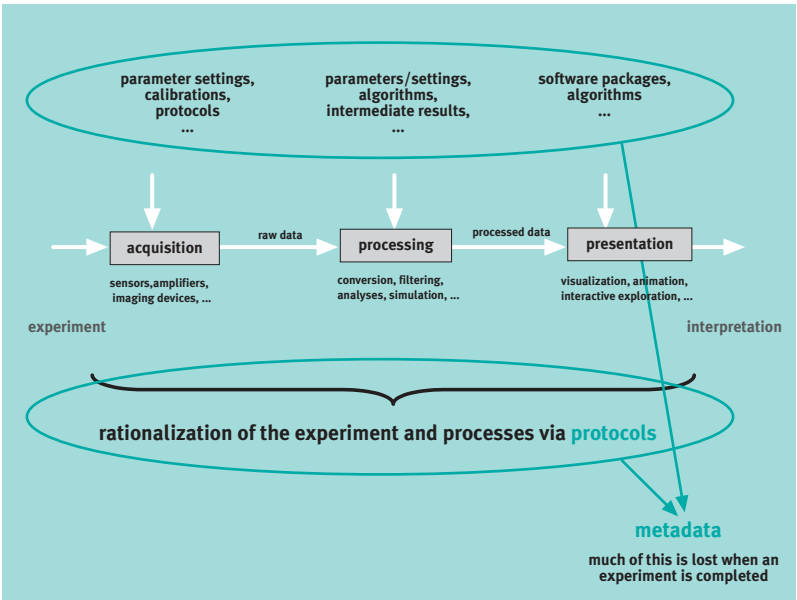 parameter settings,
calibrations,
protocols
...
parameters/settings,
algorithms,
intermediate results,
...
software packages,
algorithms
...
acquisition
raw data
processing
processed data
presentation
sensors,amplifiers,
imaging devices, ...
conversion, filtering,
analyses, simulation, ...
visualization, animation,
interactive exploration, ...
experiment
interpretation
rationalization of the experiment and processes via protocols
metadata
much of this is lost when an
experiment is completed